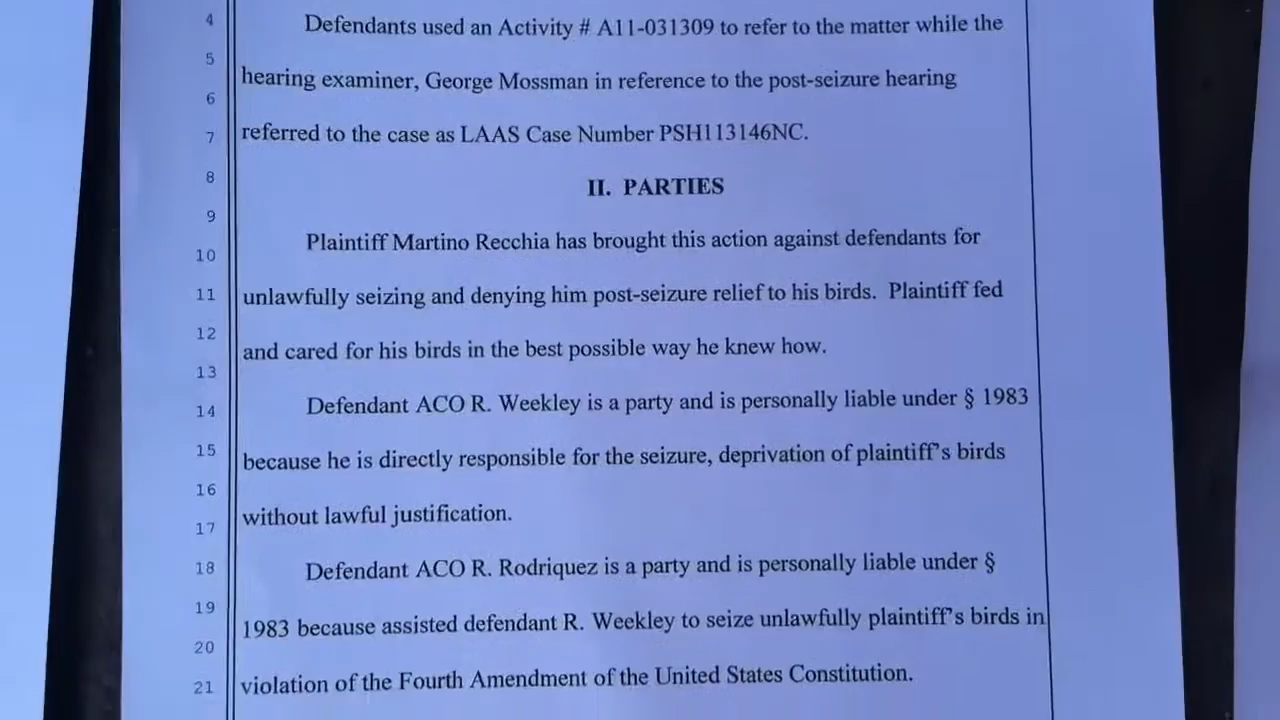 4 Defendants used an Activity # A11-031309 to refer to the matter while the
5
hearing examiner, George Mossman in reference to the post-seizure hearing
6
7 referred to the case as LAAS Case Number PSH113146NC.
8 II. PARTIES
9
10 Plaintiff Martino Recchia has brought this action against defendants for
11 unlawfully seizing and denying him post-seizure relief to his birds. Plaintiff fed
12
and cared for his birds in the best possible way he knew how.
13
14 Defendant ACO R. Weekley is a party and is personally liable under § 1983
15 because he is directly responsible for the seizure, deprivation of plaintiff's birds
16
17 without lawful justification.
18 Defendant ACO R. Rodriquez is a party and is personally liable under §
19
1983 because assisted defendant R. Weekley to seize unlawfully plaintiff's birds in
20
21 violation of the Fourth Amendment of the United States Constitution.